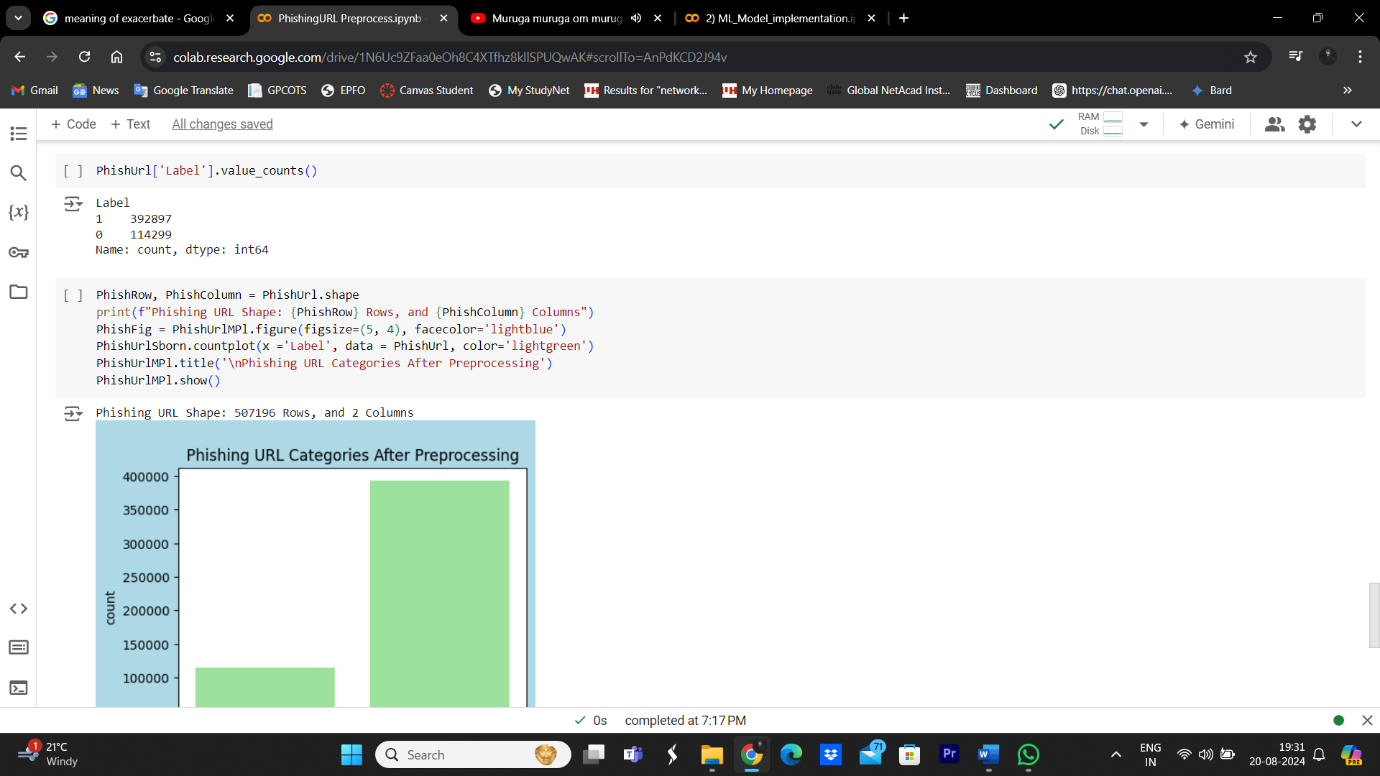 meaning of exacerbate - Googl
PhishingURL Preprocess.ipynb -
Muruga muruga om murug
2) ML_Model_implementation.i
colab.research.google.com/drive/1N6Uc9ZFaa0eOh8C4XTfhz8kllSPUQwAK#scrollTo=AnPdKCD2J94v
Gmail
News
Google Translate
GPCOTS
EPFO
Canvas Student
My StudyNet
UH Results for "network...
UH My Homepage
Global NetAcad Inst...
Dashboard
https://chat.openai....
Bard
»
+ Code + Text All changes saved
RAM
Disk
Gemini
[ ] PhishUrl['Label'].value_counts()
Label
1 392897
0 114299
Name: count, dtype: int64
{x}
[ ] PhishRow, PhishColumn = PhishUrl.shape
print(f"Phishing URL Shape: {PhishRow} Rows, and {PhishColumn} Columns")
PhishFig = PhishUrlMPl.figure(figsize=(5, 4), facecolor='lightblue')
PhishUrlSborn.countplot(x ='Label', data = PhishUrl, color='lightgreen')
PhishUrlMPl.title('\nPhishing URL Categories After Preprocessing')
PhishUrlMPl.show()
Phishing URL Shape: 507196 Rows, and 2 Columns
Phishing URL Categories After Preprocessing
400000
350000
300000
250000
200000
150000
100000
count
0s completed at 7:17 PM
1
21°C
Windy
Search
71
Pr
W
ENG
IN
19:31
20-08-2024
PRE